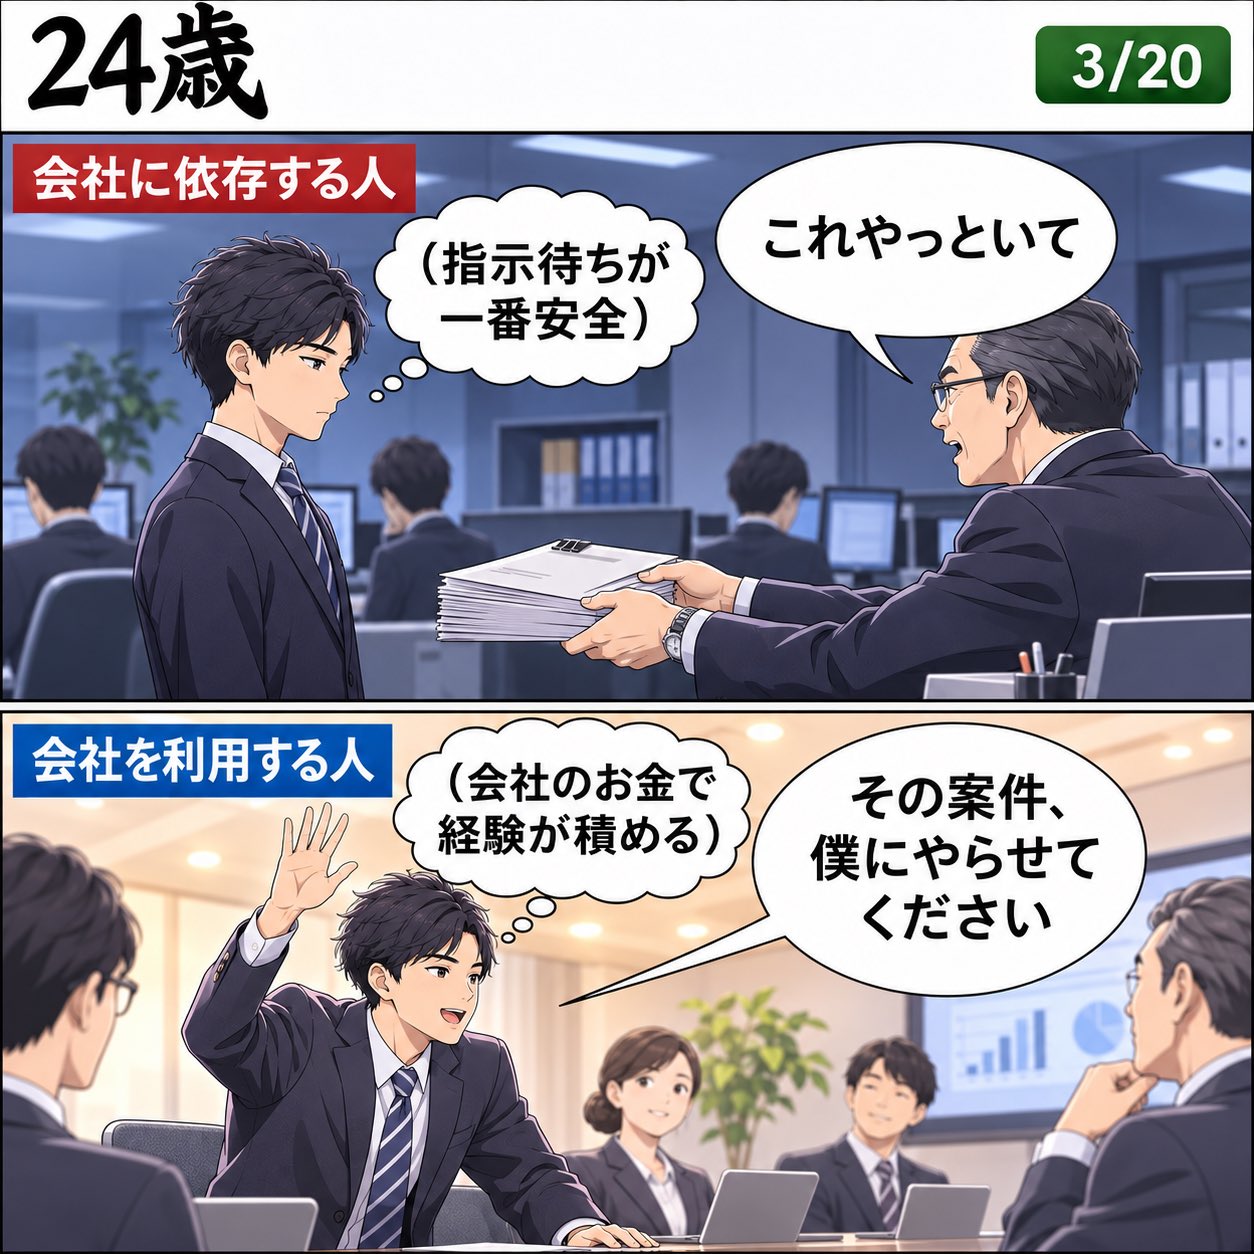 24歳
3/20
会社に依存する人
(指示待ちが
一番安全)
これやっといて
会社を利用する人
(会社のお金で
経験が積める)
その案件、
僕にやらせて
ください